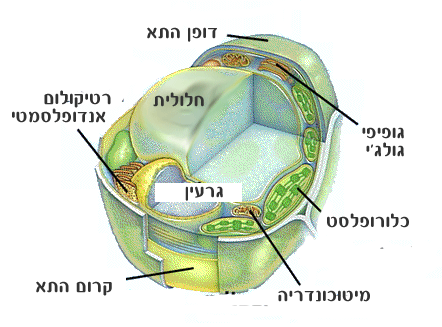 דופן התא
חלולית
רטיקולום
אנדופלסמטי
גופיפי
גולג'י
גרעין
כלורופלסט
קרום התא
מיטוכונדריה